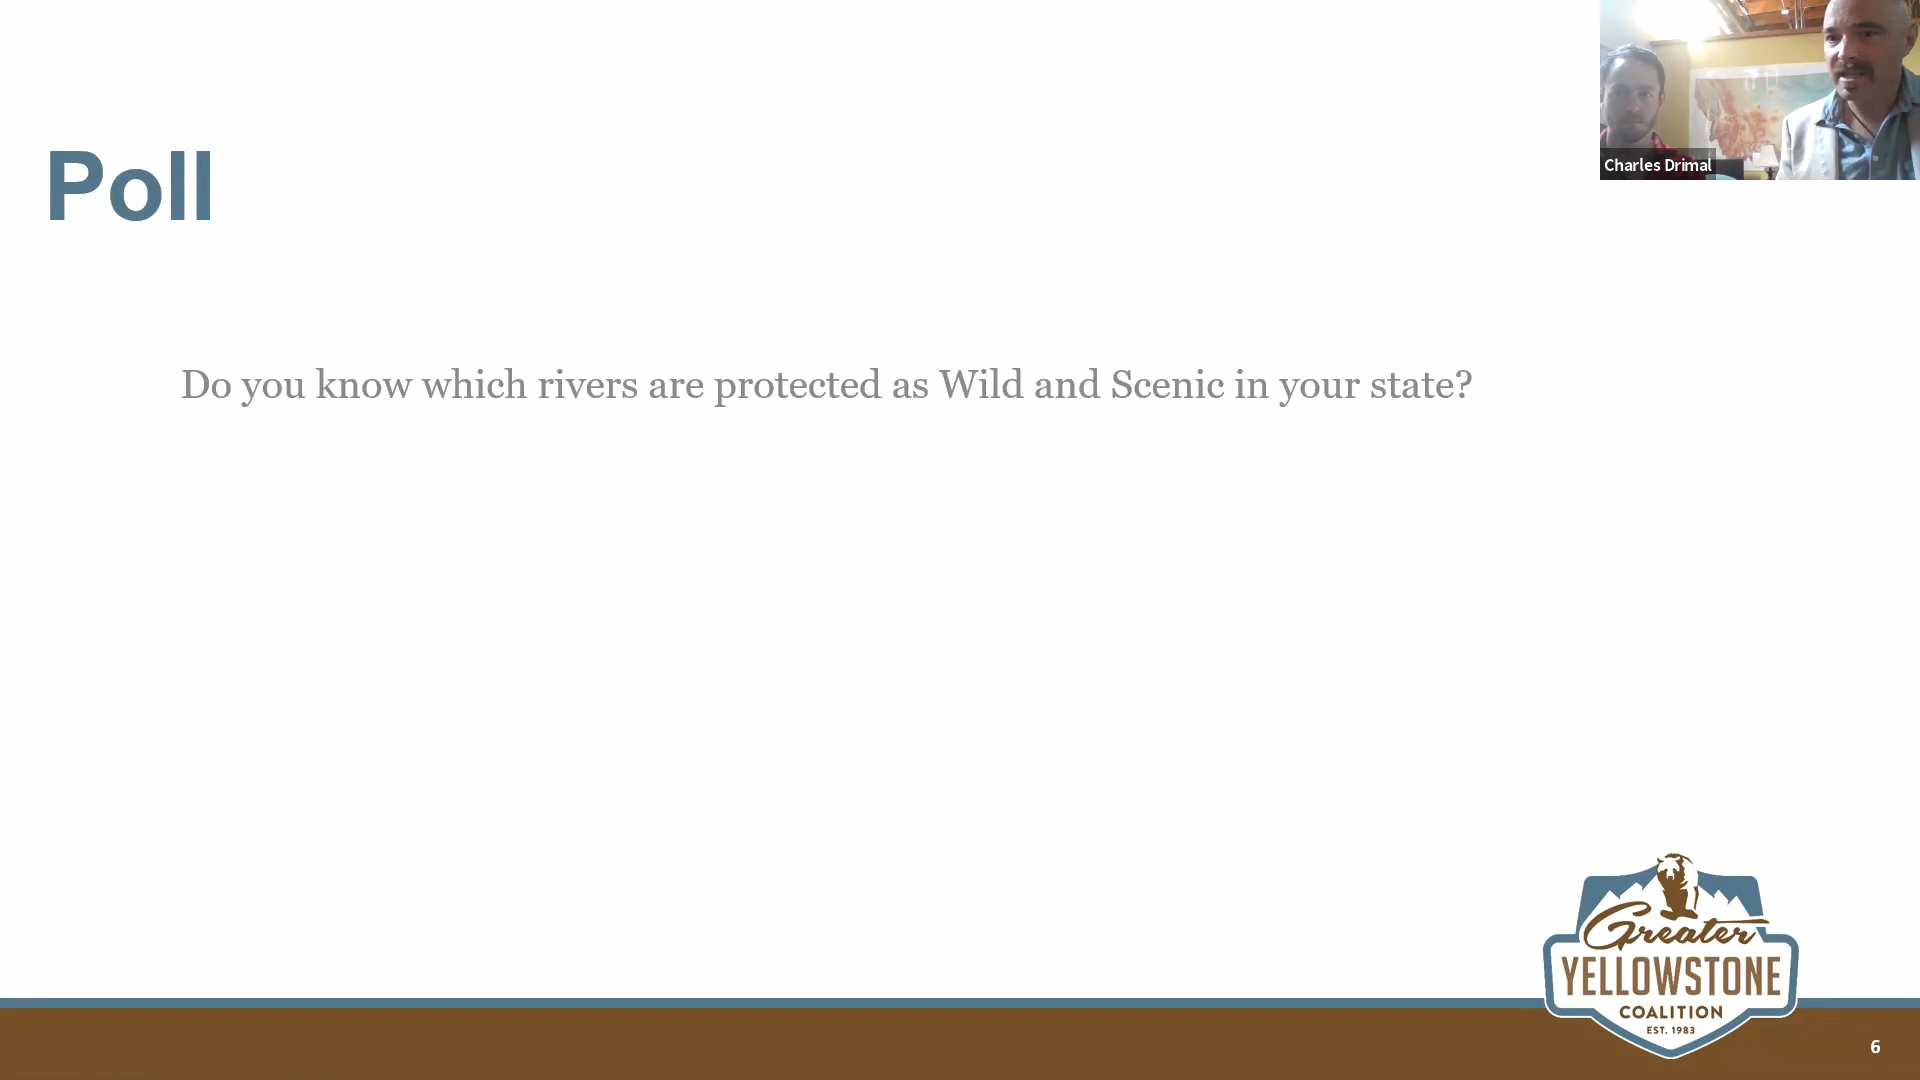 Charles Drimal
Poll
Do you know which rivers are protected as Wild and Scenic in your state?
Greater
YELLOWSTONE
COALITION
EST. 1983
6